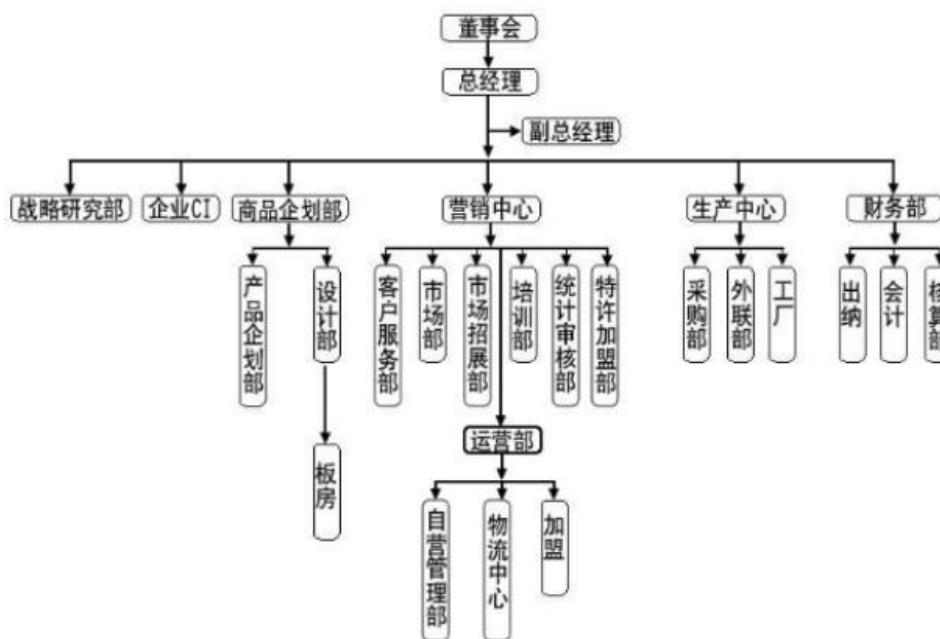 董事会
总经理
副总经理
战略研究部
企业CI
商品企划部
营销中心
生产中心
财务部
产品企划部
设计部
客户服务部
市场部
市场招展部
培训部
统计审核部
特许加盟部
采购部
外联部
工厂
出纳
会计
核算部
运营部
板房
自营管理部
物流中心
加盟